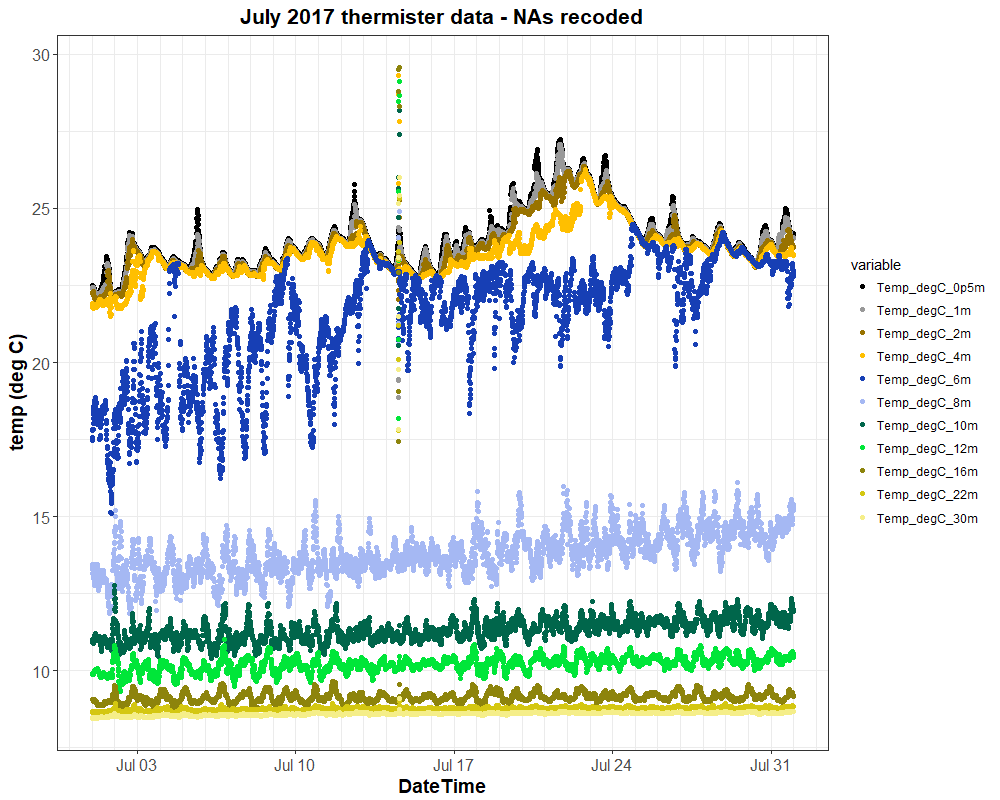 July 2017 thermister data - NAs recoded
30
25
20
15
10
temp (deg C)
Jul 03
Jul 10
Jul 17
Jul 24
Jul 31
DateTime
variable
Temp_degC_0p5m
Temp_degC_1m
Temp_degC_2m
Temp_degC_4m
Temp_degC_6m
Temp_degC_8m
Temp_degC_10m
Temp_degC_12m
Temp_degC_16m
Temp_degC_22m
Temp_degC_30m